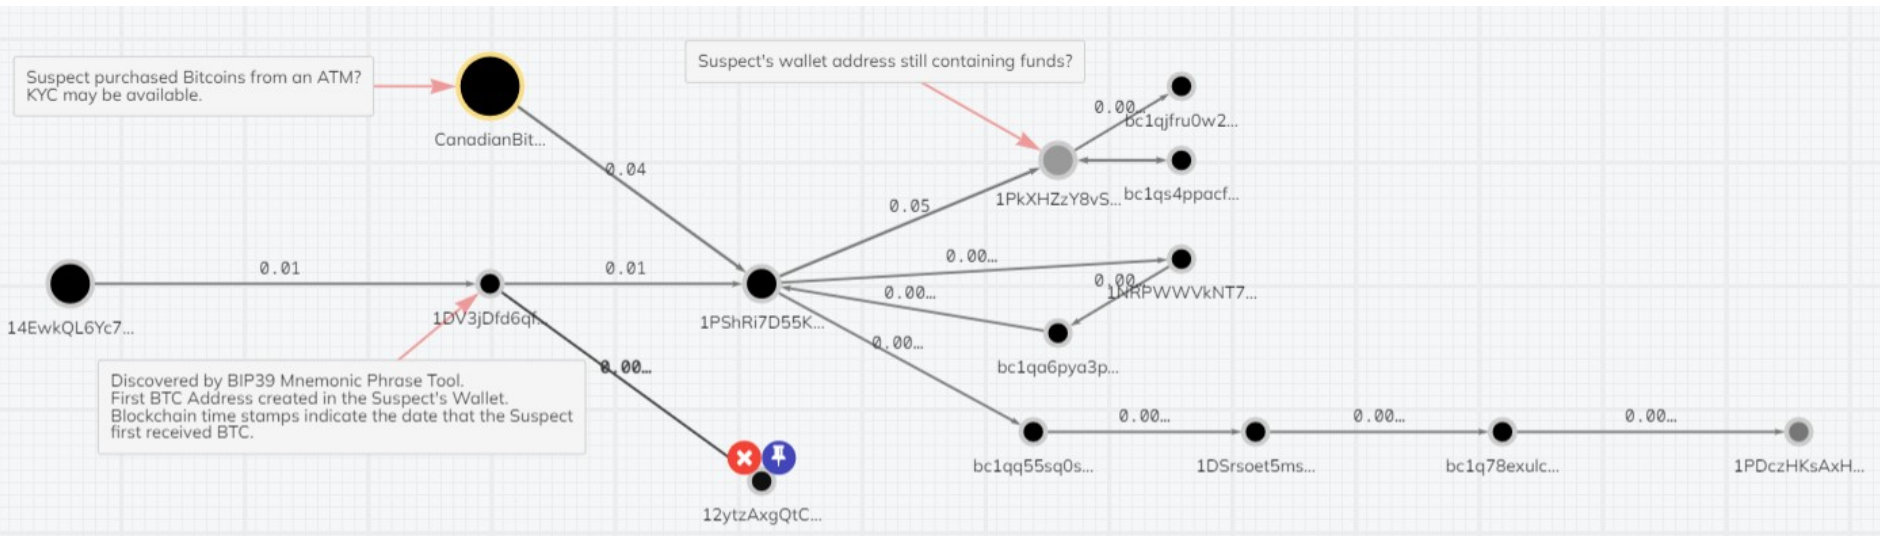 Suspect purchased Bitcoins from an ATM?
KYC may be available.
Suspect's wallet address still containing funds?
CanadianBit...
0.04
0.00...
bc1qjfru0w2...
1PkXHZzY8vS...
bc1qs4ppacf...
0.05
14EwkQL6Yc7...
0.01
1DV3jDfd6qf...
0.01
1PShRi7D55K...
0.00...
0.00...
0.00
1NRPWWVkNT7...
bc1qa6pya3p...
0.00...
Discovered by BIP39 Mnemonic Phrase Tool.
First BTC Address created in the Suspect's Wallet.
Blockchain time stamps indicate the date that the Suspect
first received BTC.
0.00...
12ytzAxgQtC...
bc1qq55sq0s...
0.00...
1DSrsoet5ms...
0.00...
bc1q78exulc...
0.00...
1PDczHKsAxH...